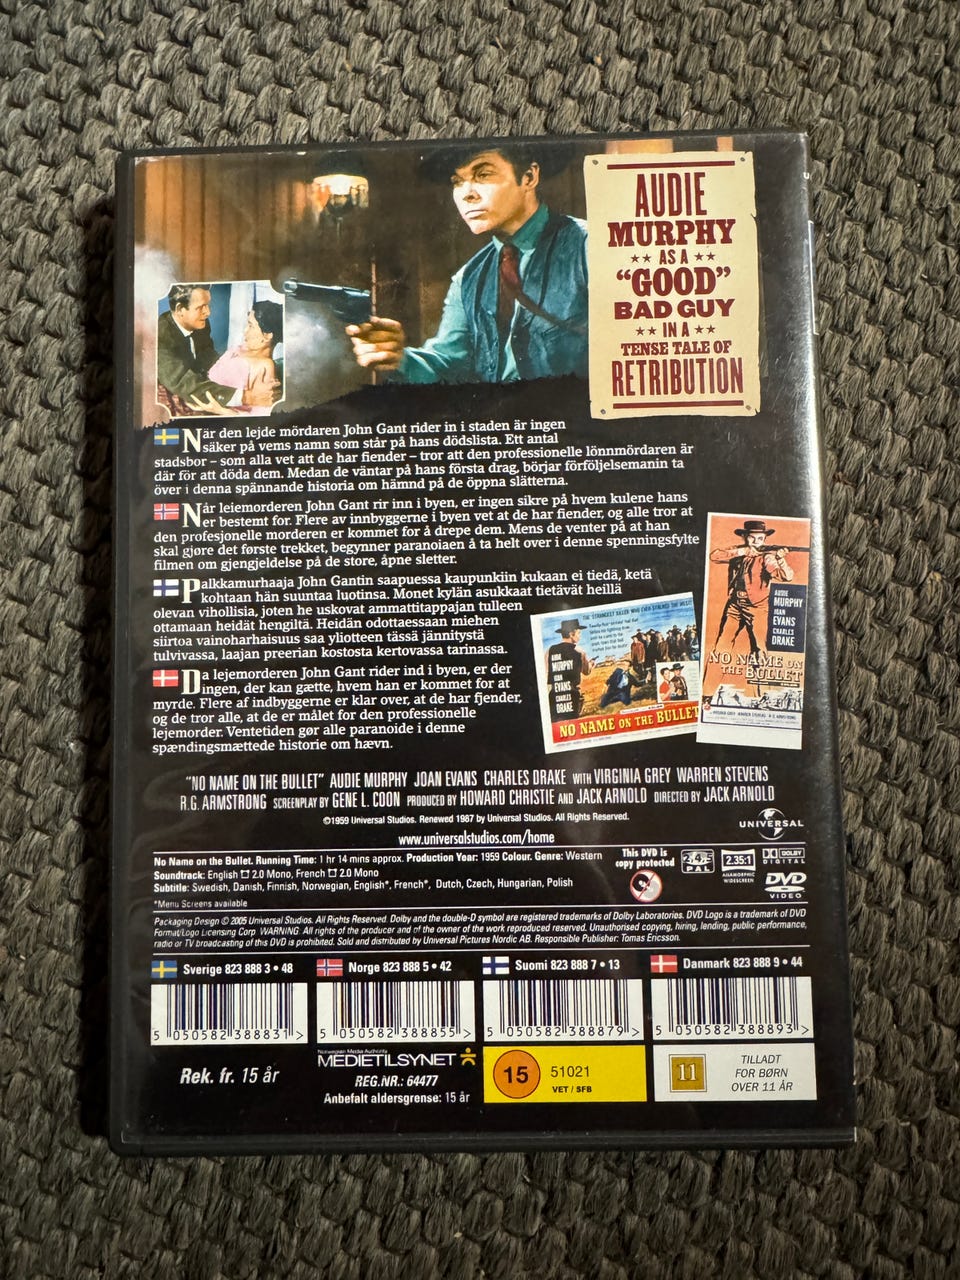 AUDIE
MURPHY
AS A
“GOOD”
BAD GUY
IN A
TENSE TALE OF
RETRIBUTION
När den lejde mördaren John Gant rider in i staden är ingen
säker på vems namn som står på hans dödslista. Ett antal
stadsbor – som alla vet att de har fiender – tror att den professionelle lönnmördaren är
där för att döda dem. Medan de väntar på hans första drag, börjar förföljelsemanin ta
över i denna spännande historia om hämnd på de öppna slätterna.
Når leiemorderen John Gant rir inn i byen, er ingen sikre på hvem kulene hans
er bestemt for. Flere av innbyggerne i byen vet at de har fiender, og alle tror at
den profesjonelle morderen er kommet for å drepe dem. Mens de venter på at han
skal gjøre det første trekket, begynner paranoiaen å ta helt over i denne spenningsfylte
filmen om gjengjeldelse på de store, åpne sletter.
Palkkamurhaaja John Gantin saapuessa kaupunkiin kukaan ei tiedä, ketä
kohtaan hän suuntaa luotinsa. Monet kylän asukkaat tietävät heillä
olevan vihollisia, joten he uskovat ammattitappajan tulleen
ottamaan heidät hengiltä. Heidän odottaessaan miehen
siirtoa vainoharhaisuus saa yliotteen tässä jännitystä
tulvivassa, laajan preerian kostosta kertovassa tarinassa.
Da lejemorderen John Gant rider ind i byen, er der
ingen, der kan gætte, hvem han er kommet for at
myrde. Flere af indbyggerne er klar over, at de har fjender,
og de tror alle, at de er målet for den professionelle
lejemorder. Ventetiden gør alle paranoide i denne
spændingsmættede historie om hævn.
THE STRANGEST KILLER WHO EVER STALKED THE WEST!
AUDIE
MURPHY
JOAN
EVANS
CHARLES
DRAKE
NO NAME ON THE BULLET
AUDIE
MURPHY
JOAN
EVANS
CHARLES
DRAKE
NO NAME ON
THE BULLET
“NO NAME ON THE BULLET” AUDIE MURPHY JOAN EVANS CHARLES DRAKE WITH VIRGINIA GREY WARREN STEVENS
R.G. ARMSTRONG SCREENPLAY BY GENE L. COON PRODUCED BY HOWARD CHRISTIE AND JACK ARNOLD DIRECTED BY JACK ARNOLD
©1959 Universal Studios. Renewed 1987 by Universal Studios. All Rights Reserved.
UNIVERSAL
www.universalstudios.com/home
No Name on the Bullet. Running Time: 1 hr 14 mins approx. Production Year: 1959 Colour. Genre: Western
Soundtrack: English 2.0 Mono, French 2.0 Mono
Subtitle: Swedish, Danish, Finnish, Norwegian, English*, French*, Dutch, Czech, Hungarian, Polish
*Menu Screens available
This DVD is
copy protected
2 4 5
PAL
2.35:1
ANAMORPHIC
WIDESCREEN
DOLBY
DIGITAL
DVD
VIDEO
Packaging Design © 2005 Universal Studios. All Rights Reserved. Dolby and the double-D symbol are registered trademarks of Dolby Laboratories. DVD Logo is a trademark of DVD
Format/Logo Licensing Corp WARNING: All rights of the producer and of the owner of the work reproduced reserved. Unauthorised copying, hiring, lending, public performance,
radio or TV broadcasting of this DVD is prohibited. Sold and distributed by Universal Pictures Nordic AB. Responsible Publisher: Tomas Ericsson.
Sverige 823 888 3 • 48
Norge 823 888 5 • 42
Suomi 823 888 7 • 13
Danmark 823 888 9 • 44
5 050582 388831 >
5 050582 388855 >
5 050582 388879 >
5 050582 388893 >
Rek. fr. 15 år
Norwegian Media Authority
MEDIETILSYNET
REG.NR.: 64477
Anbefalt aldersgrense: 15 år
15
51021
VET / SFB
11
TILLADT
FOR BØRN
OVER 11 ÅR